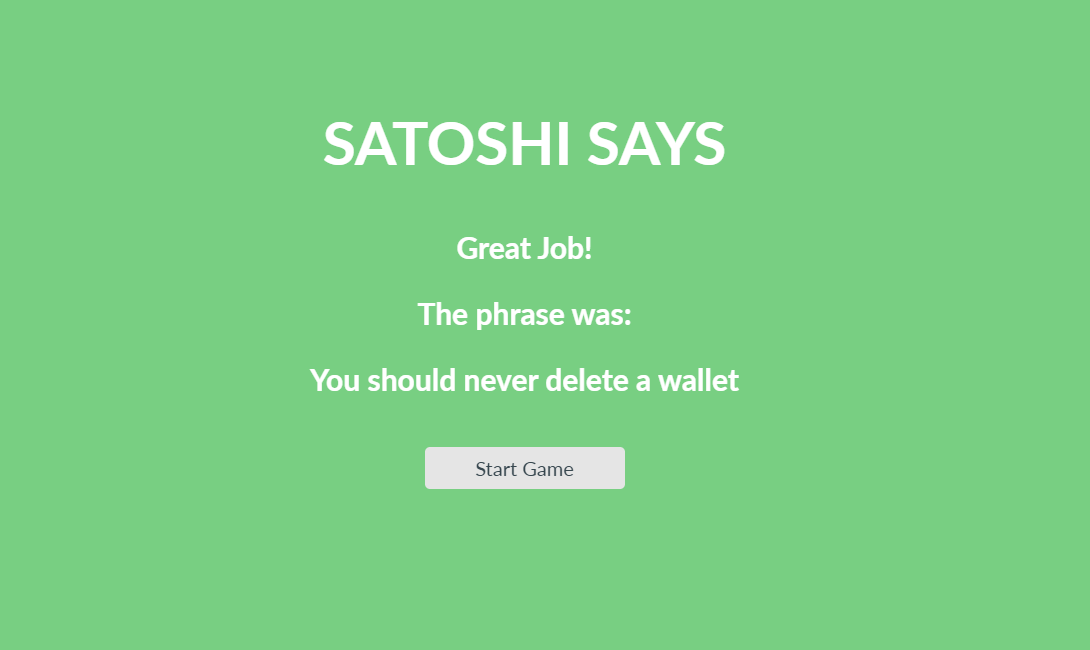 SATOSHI SAYS
Great Job!
The phrase was:
You should never delete a wallet
Start Game